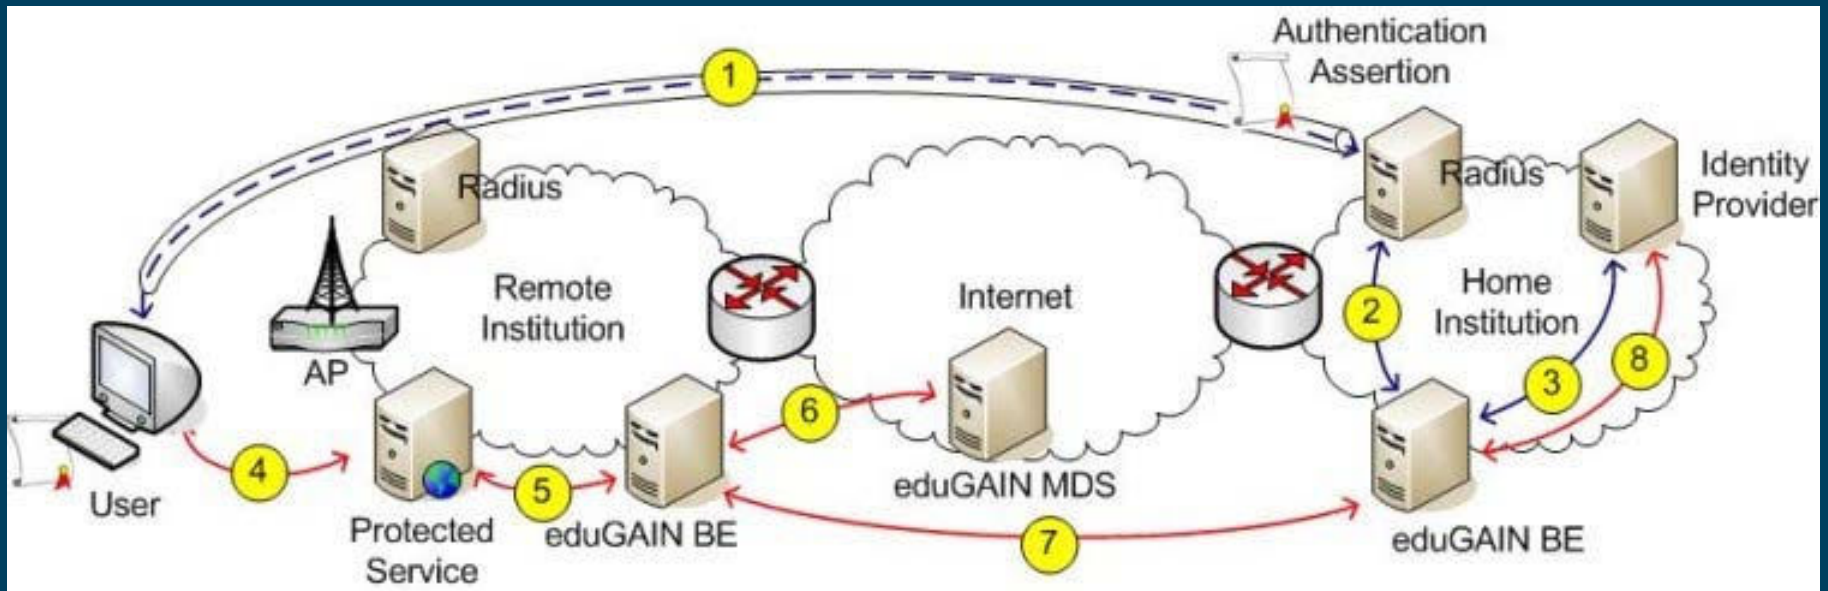 Authentication
Assertion
1
Radius
Radius
Identity
Provider
Remote
Institution
Internet
Home
Institution
2
AP
3
8
6
4
5
eduGAIN MDS
User
Protected
Service
eduGAIN BE
7
eduGAIN BE